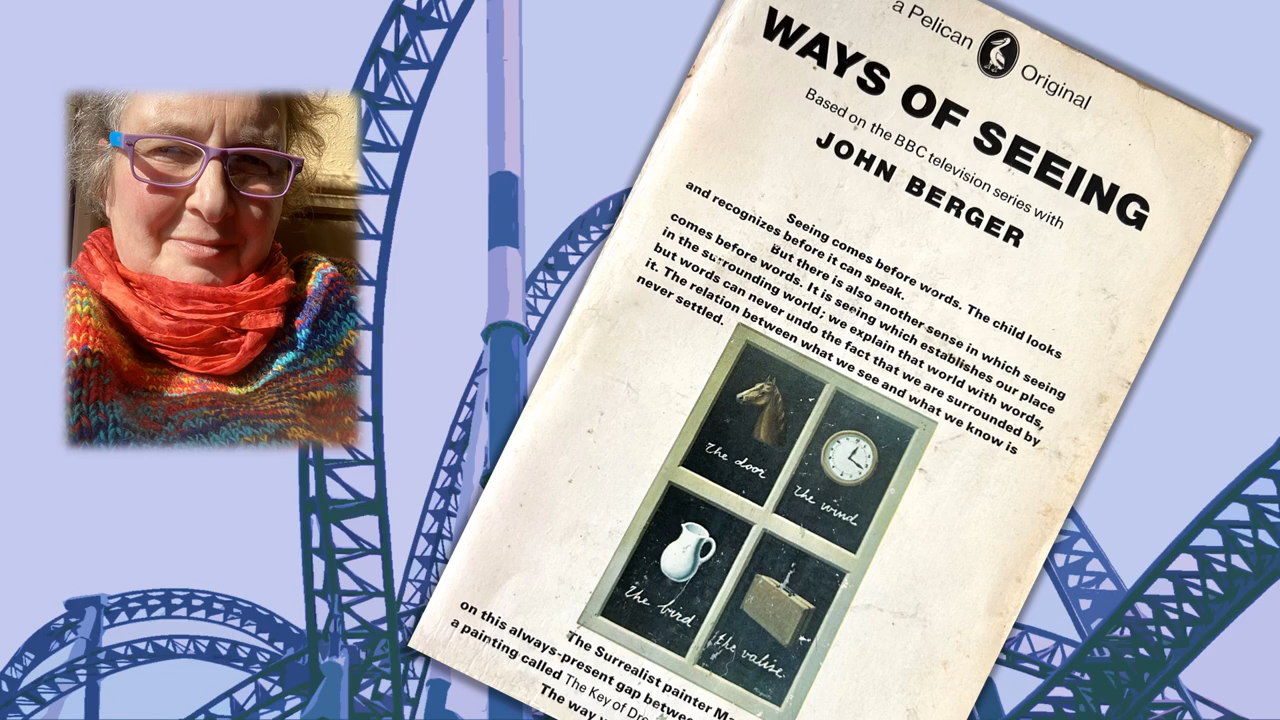 a Pelican Original
WAYS OF SEEING
Based on the BBC television series with
JOHN BERGER
Seeing comes before words. The child looks
and recognizes before it can speak.
But there is also another sense in which seeing
comes before words. It is seeing which establishes our place
in the surrounding world; we explain that world with words,
but words can never undo the fact that we are surrounded by
it. The relation between what we see and what we know is
never settled.
the door
the wind
the bird
the valise
The Surrealist painter
on this always-present gap
a painting called The Key of
The way